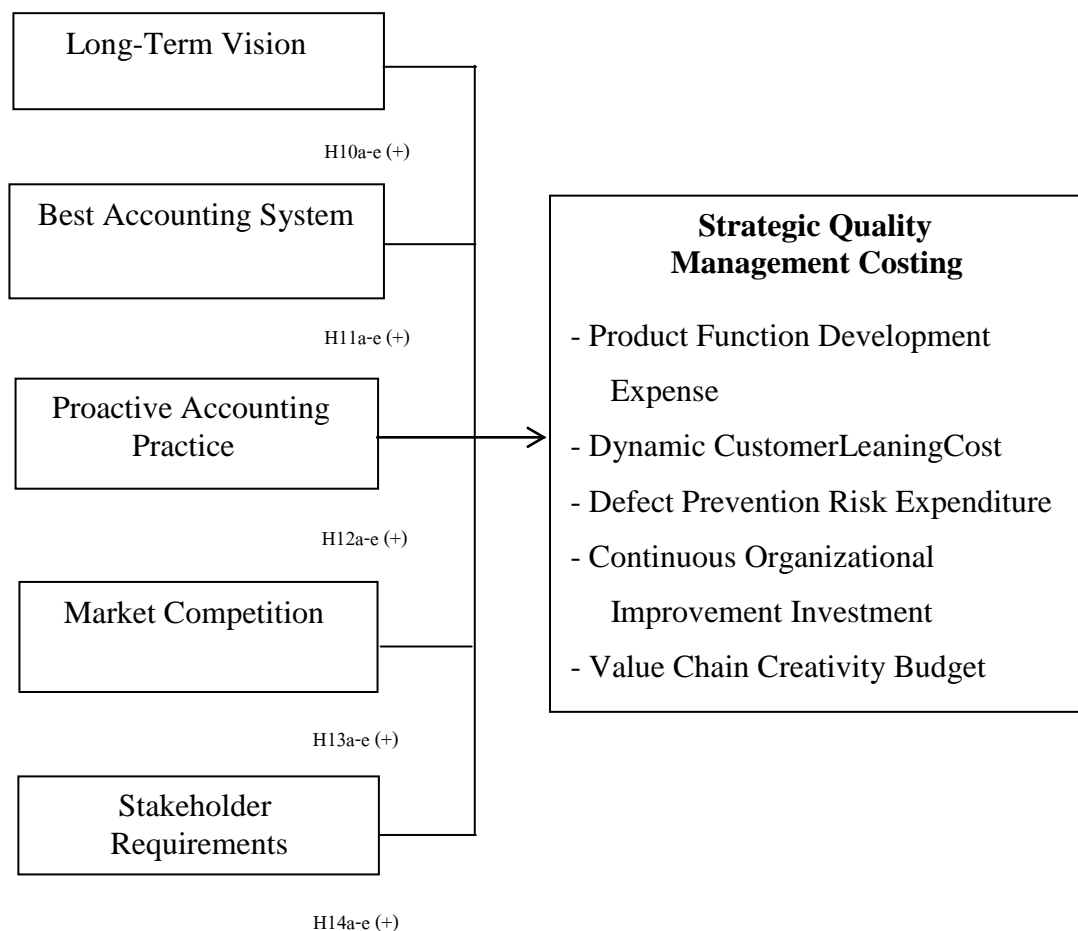 Long-Term Vision
H10a-e (+)
Best Accounting System
H11a-e (+)
Proactive Accounting
Practice
H12a-e (+)
Market Competition
H13a-e (+)
Stakeholder
Requirements
H14a-e (+)
Strategic Quality
Management Costing
- Product Function Development
Expense
- Dynamic CustomerLeaningCost
- Defect Prevention Risk Expenditure
- Continuous Organizational
Improvement Investment
- Value Chain Creativity Budget